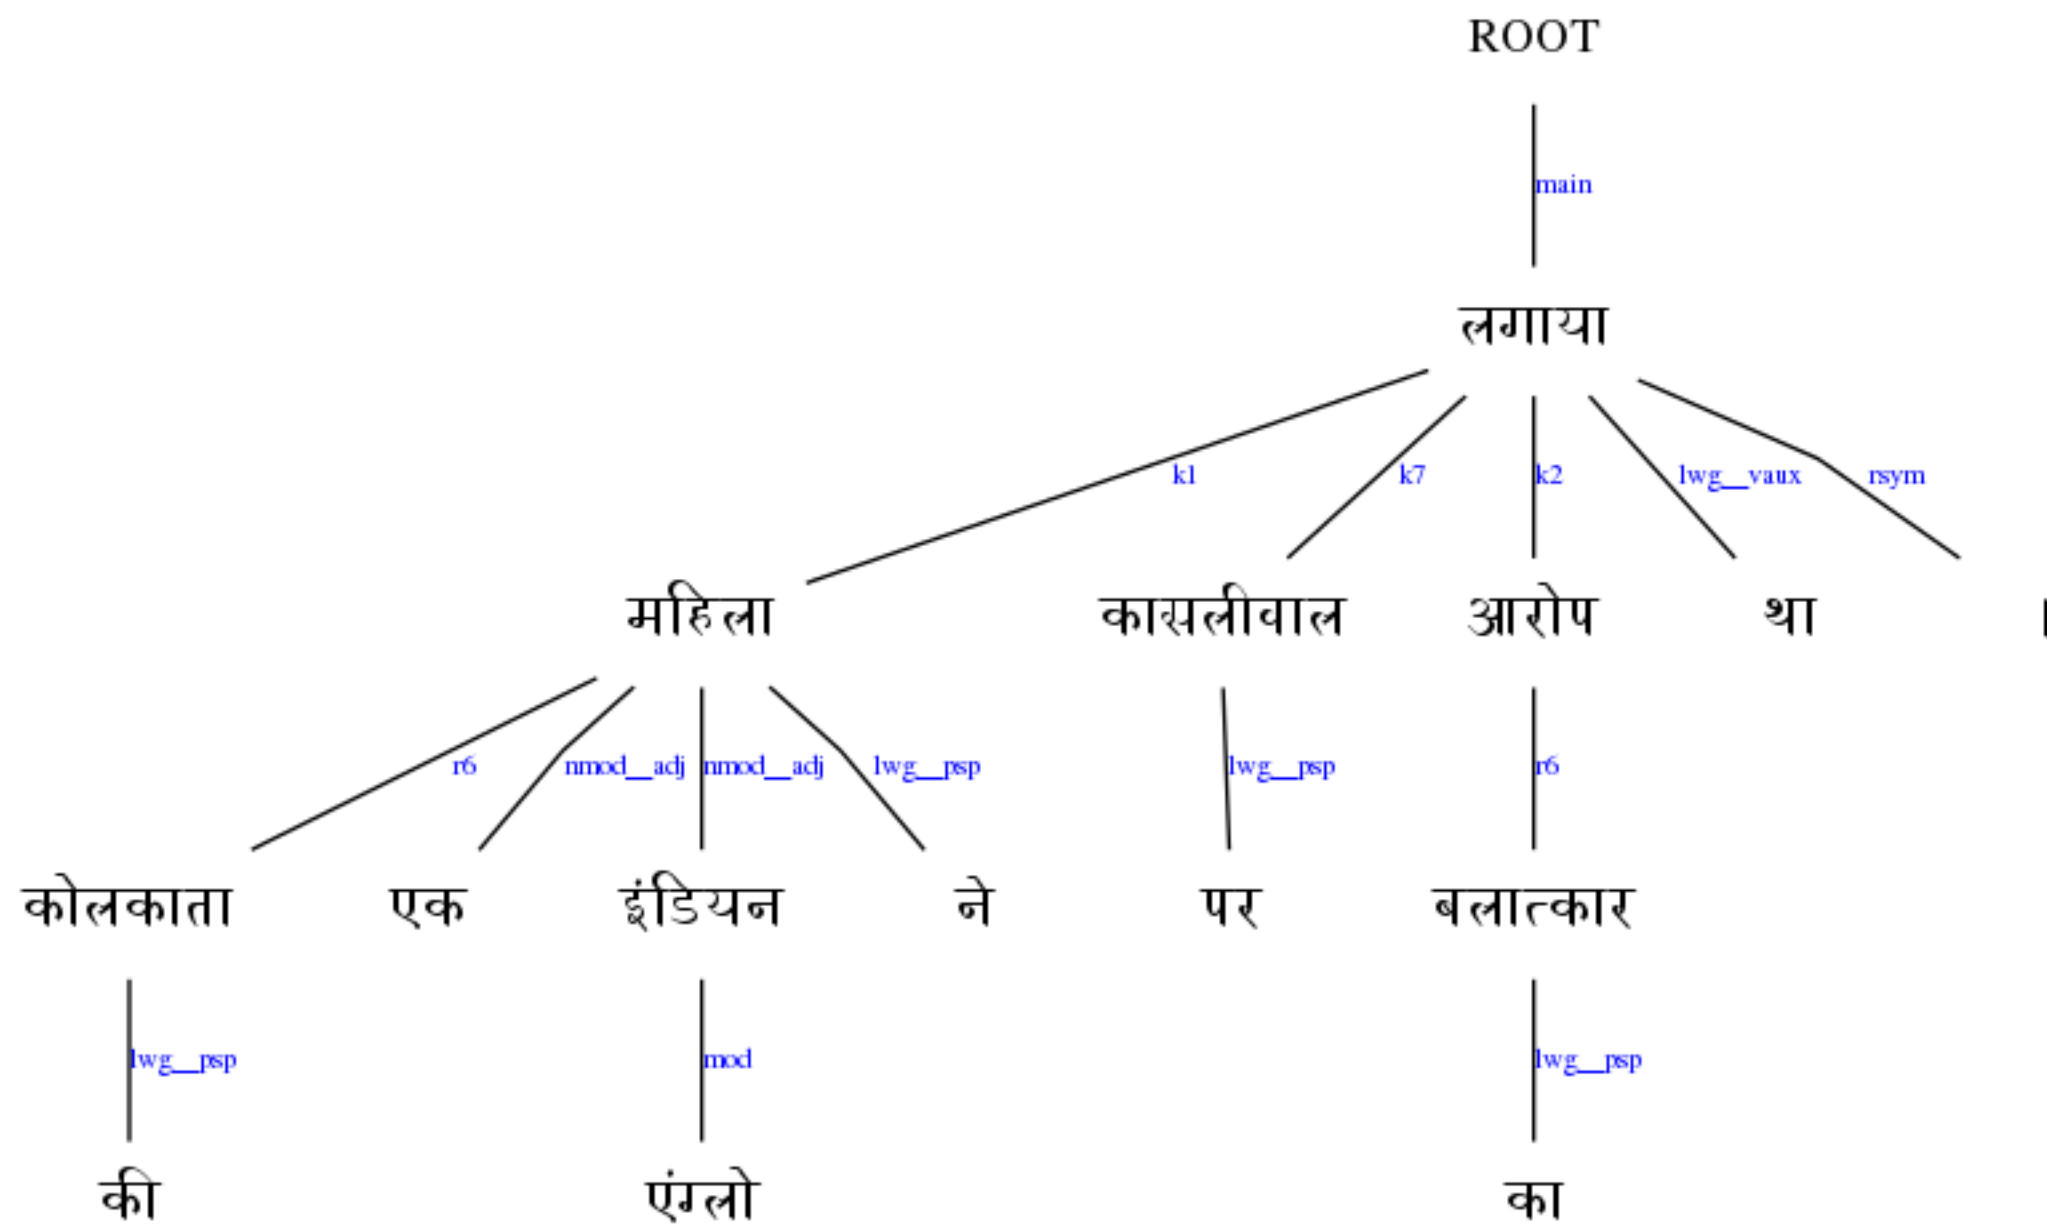 ROOT
main
लगाया
k1 k7 k2 lwg__vaux rsym
महिला कासलीवाल आरोप था ।
r6 nmod__adj nmod__adj lwg__psp lwg__psp r6
कोलकाता एक इंडियन ने पर बलात्कार
lwg__psp mod lwg__psp
की एंग्लो का